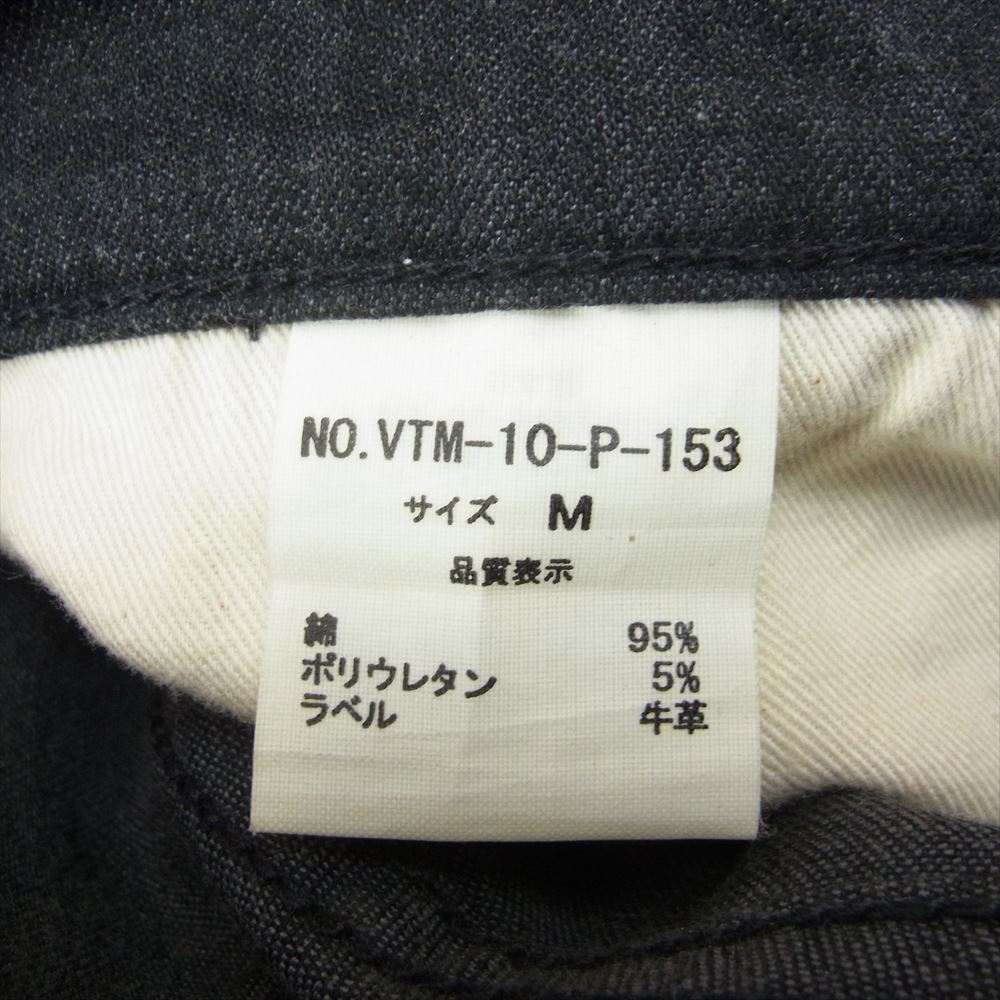 NO.VTM-10-P-153
サイズ M
品質表示
綿 95%
ポリウレタン 5%
ラベル 牛革